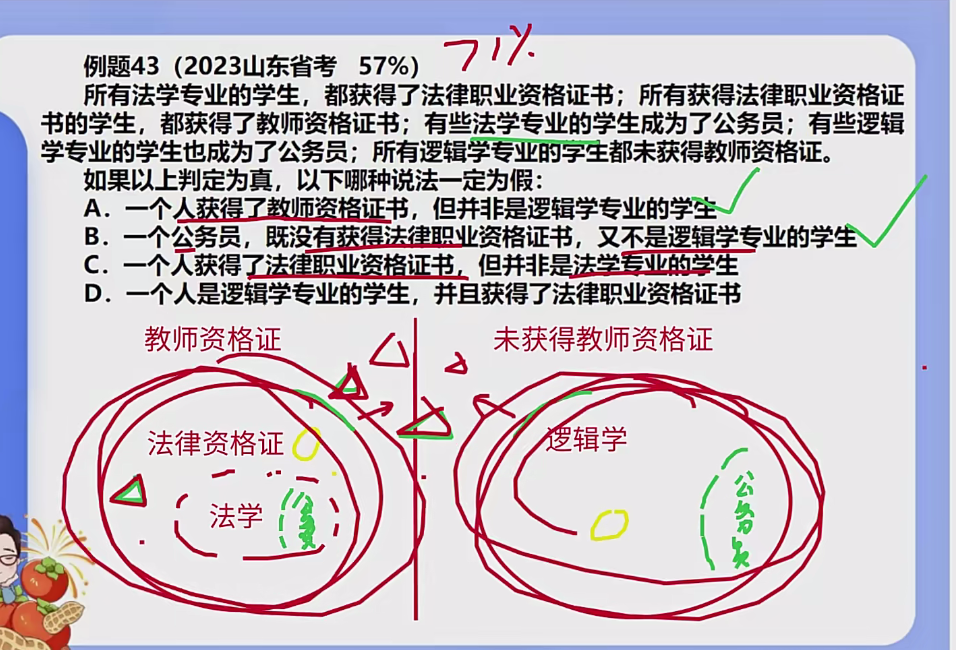 例题43（2023山东省考 57%）
71%
所有法学专业的学生，都获得了法律职业资格证书；所有获得法律职业资格证
书的学生，都获得了教师资格证书；有些法学专业的学生成为了公务员；有些逻辑
学专业的学生也成为了公务员；所有逻辑学专业的学生都未获得教师资格证。
如果以上判定为真，以下哪种说法一定为假：
A．一个人获得了教师资格证书，但并非是逻辑学专业的学生
B．一个公务员，既没有获得法律职业资格证书，又不是逻辑学专业的学生
C．一个人获得了法律职业资格证书，但并非是法学专业的学生
D．一个人是逻辑学专业的学生，并且获得了法律职业资格证书
教师资格证
未获得教师资格证
法律资格证
逻辑学
法学
公务员